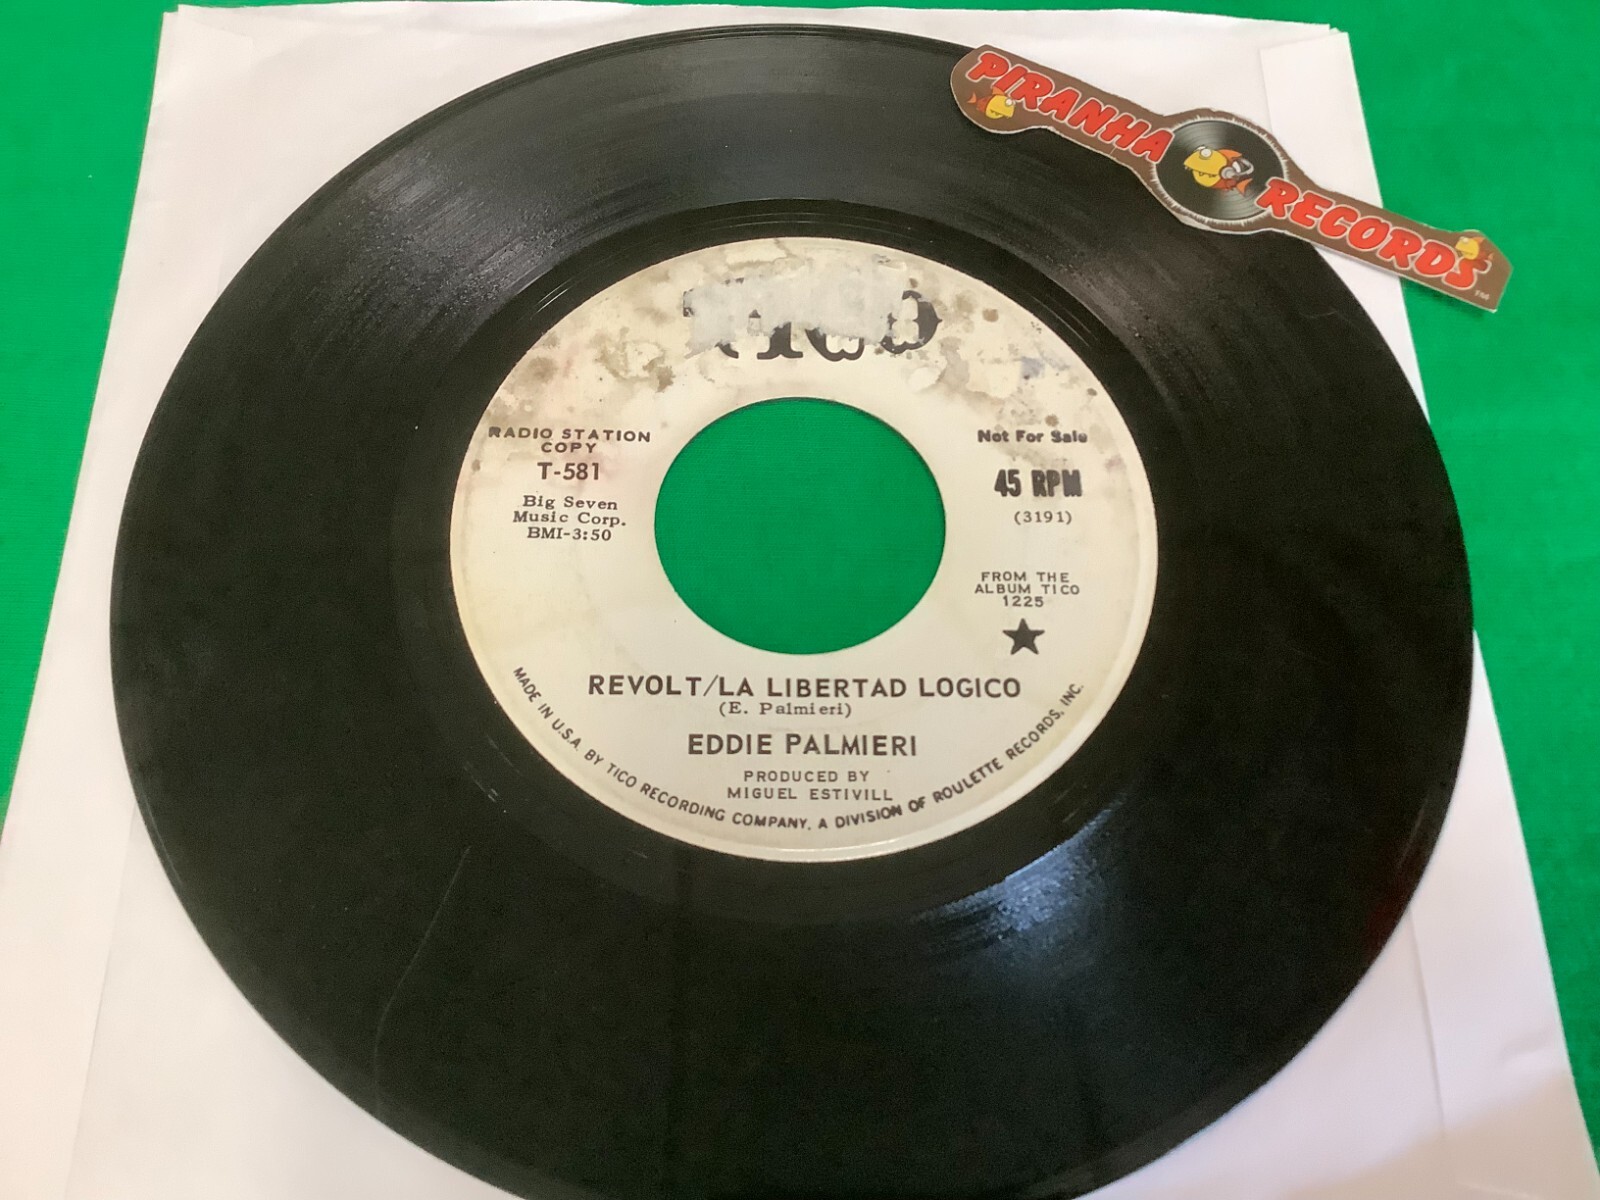 PIRANHA
RECORDS
TICO
RADIO STATION
COPY
T-581
Big Seven
Music Corp.
BMI-3:50
Not For Sale
45 RPM
(3191)
FROM THE
ALBUM TICO
1225
REVOLT/LA LIBERTAD LOGICO
(E. Palmieri)
EDDIE PALMIERI
PRODUCED BY
MIGUEL ESTIVILL
MADE IN U.S.A. BY TICO RECORDING COMPANY, A DIVISION OF ROULETTE RECORDS, INC.